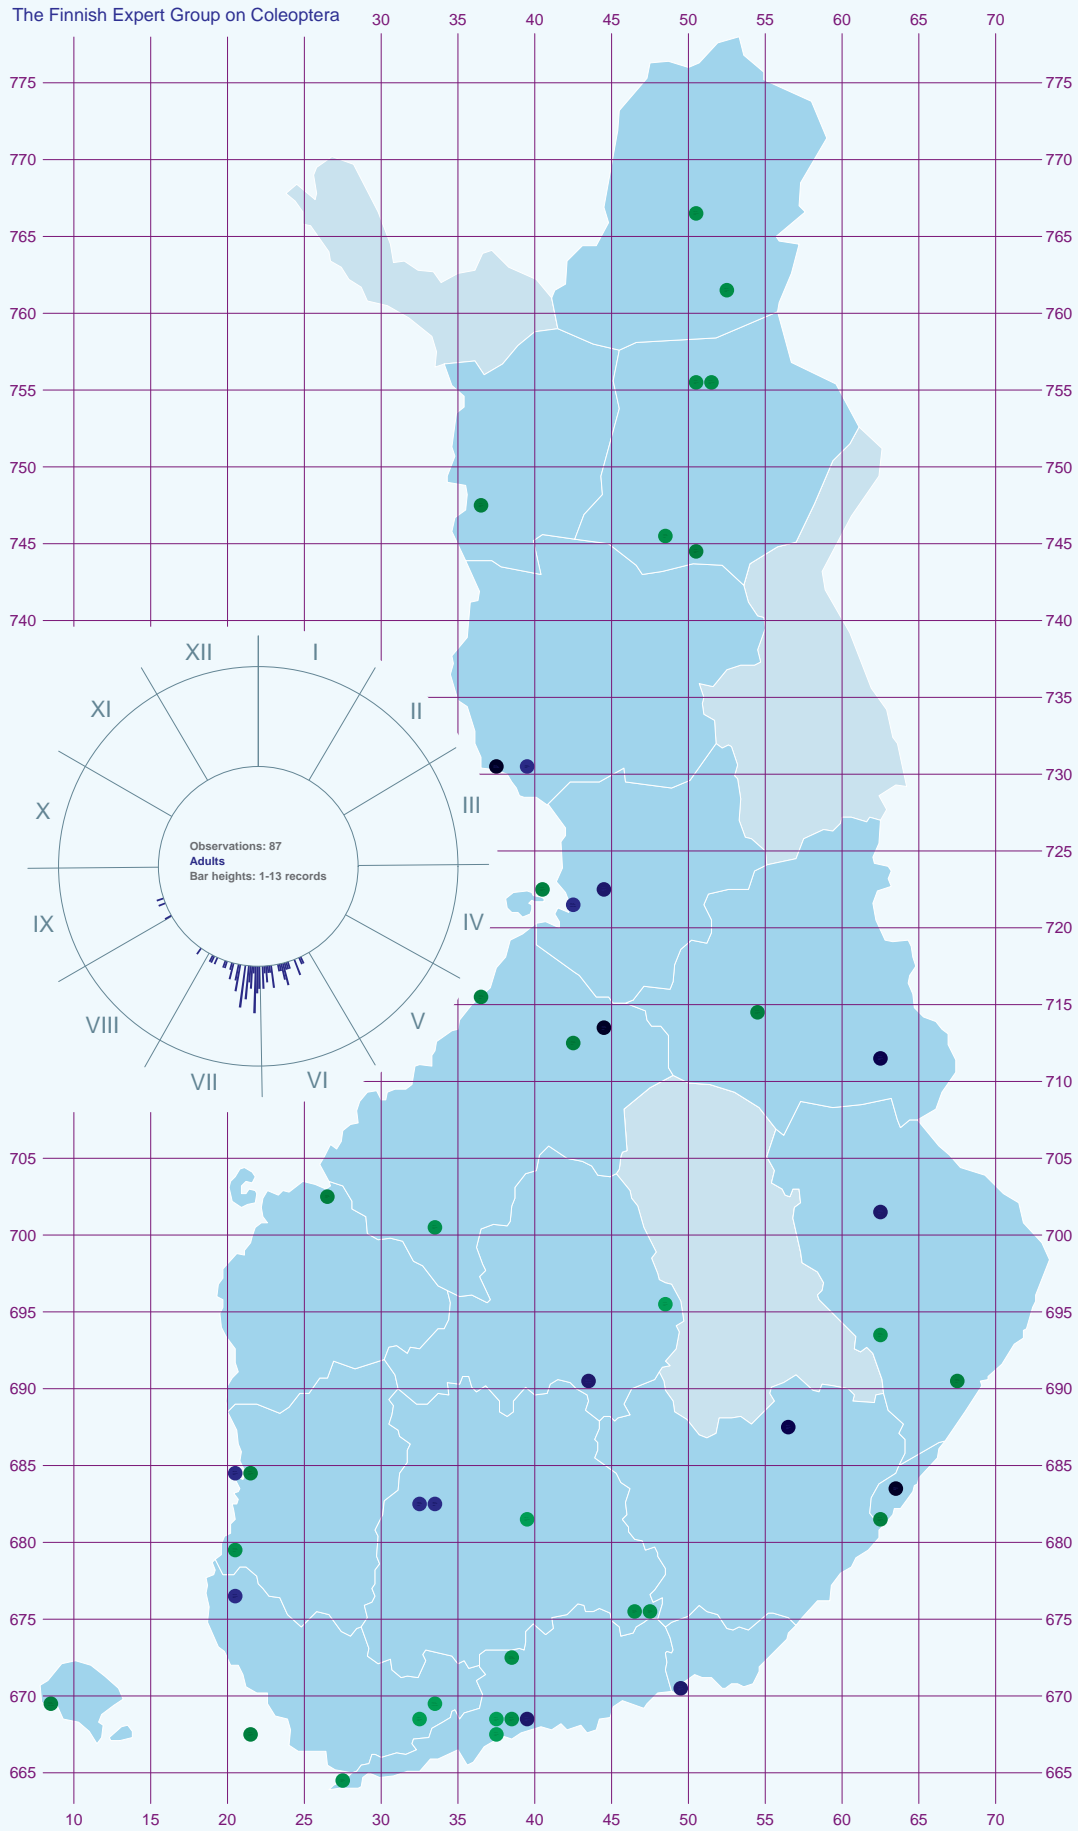 The Finnish Expert Group on Coleoptera
30 35 40 45 50 55 60 65 70
775 775
770 770
765 765
760 760
755 755
750 750
745 745
740 740
XII I
XI II
735
730
X III
Observations: 87
Adults
Bar heights: 1-13 records
725
IX IV
720
VIII V
715
VII VI
710
705 705
700 700
695 695
690 690
685 685
680 680
675 675
670 670
665 665
10 15 20 25 30 35 40 45 50 55 60 65 70